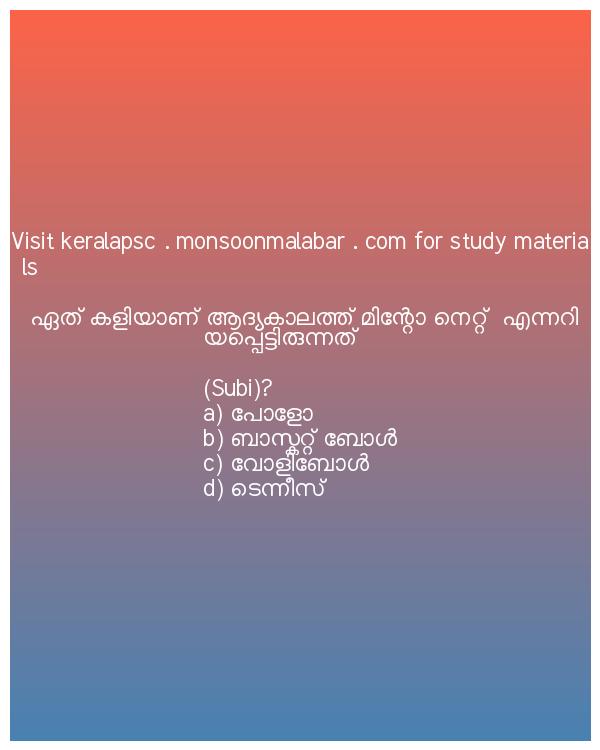 Visit keralapsc . monsoonmalabar . com for study materia
ls
ഏത് കളിയാണ് ആദ്യകാലത്ത് മിന്റോ നെറ്റ് എന്നറി
യപ്പെട്ടിരുന്നത്
(Subi)?
a) പോളോ
b) ബാസ്കറ്റ് ബോൾ
c) വോളിബോൾ
d) ടെന്നീസ്